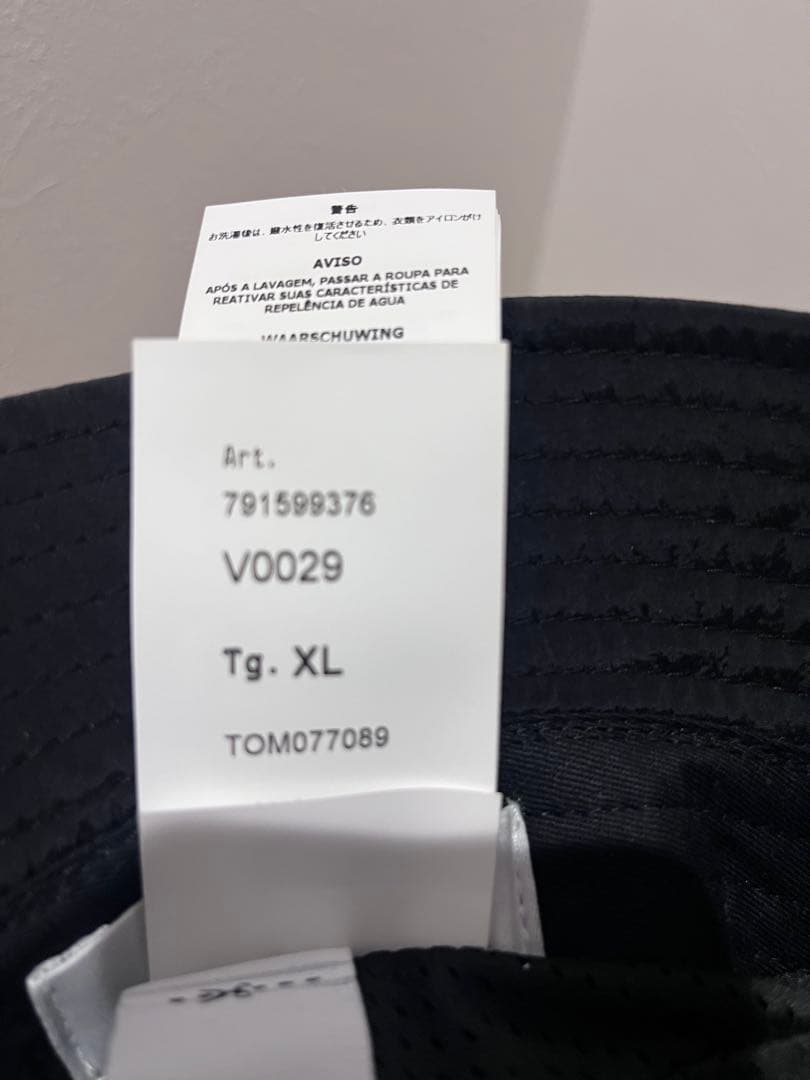 警告
お洗濯後は、撥水性を復活させるため、衣類をアイロンがけ
してください
AVISO
APÓS A LAVAGEM, PASSAR A ROUPA PARA
REATIVAR SUAS CARACTERÍSTICAS DE
REPELÊNCIA DE AGUA
WAARSCHUWING
Art.
791599376
V0029
Tg. XL
TOM077089